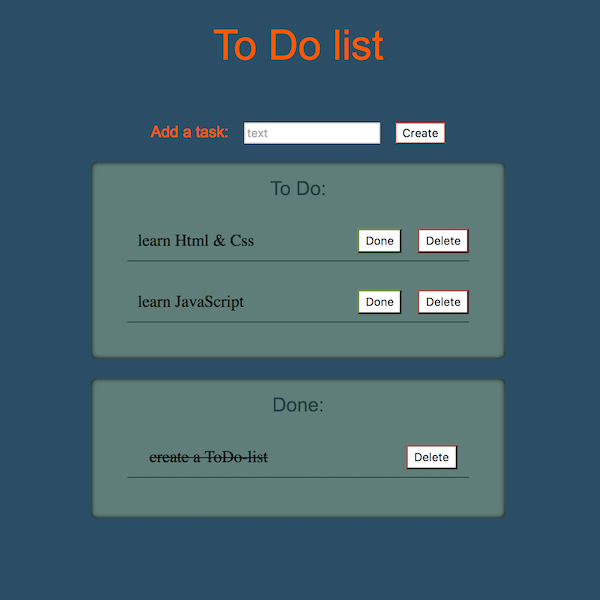 To Do list
Add a task: text Create
To Do:
learn Html & Css Done Delete
learn JavaScript Done Delete
Done:
create a ToDo-list Delete